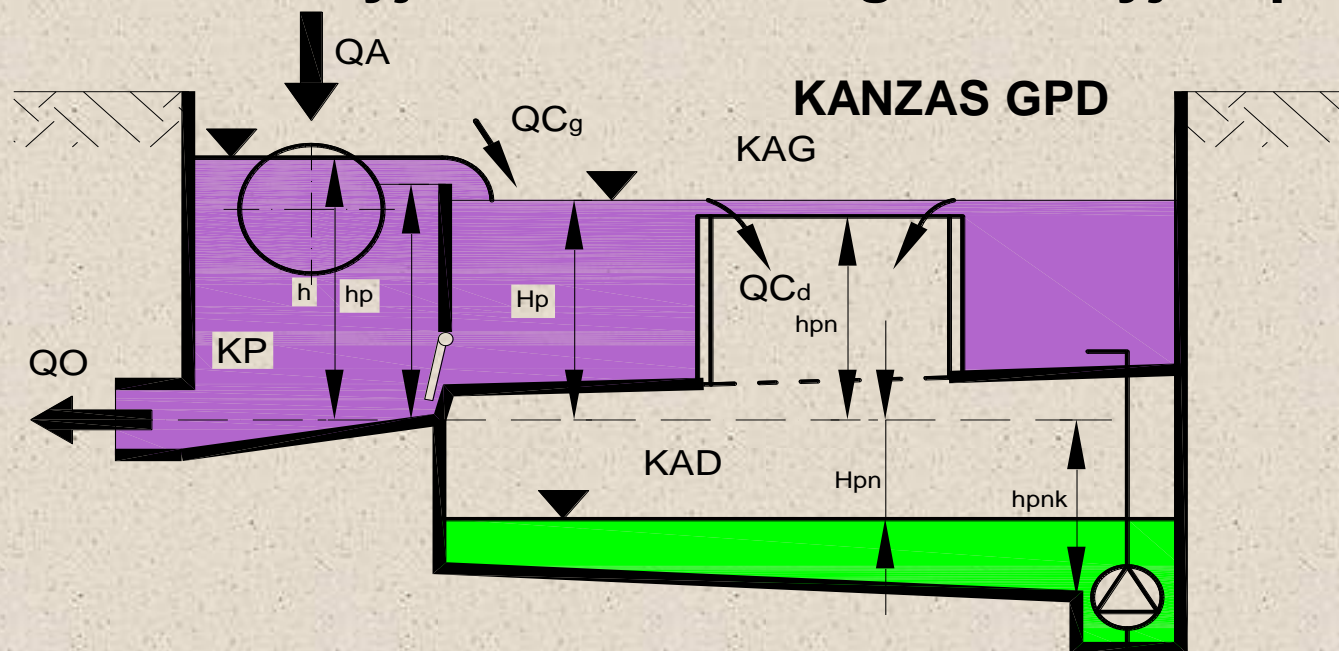 QA
KANZAS GPD
QCg
KAG
h
hp
Hp
QCd
hpn
KP
QO
KAD
Hpn
hpnk